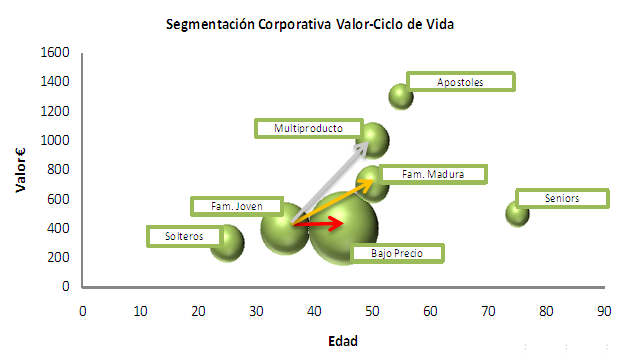 Segmentación Corporativa Valor-Ciclo de Vida
Valor €
1600
1400
1200
1000
800
600
400
200
0
Apostoles
Multiproducto
Fam. Madura
Fam. Joven
Seniors
Solteros
Bajo Precio
0 10 20 30 40 50 60 70 80 90
Edad